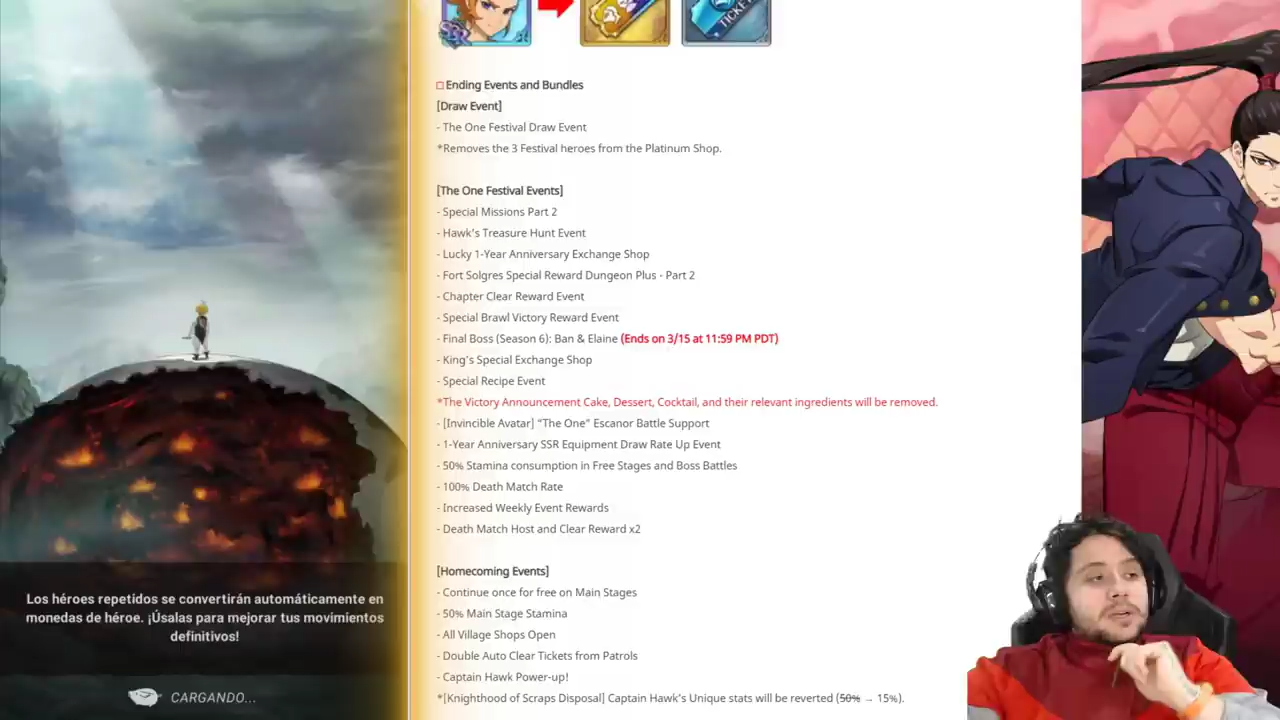 SSR
TICKET
Ending Events and Bundles
[Draw Event]
- The One Festival Draw Event
*Removes the 3 Festival heroes from the Platinum Shop.
[The One Festival Events]
- Special Missions Part 2
- Hawk's Treasure Hunt Event
- Lucky 1-Year Anniversary Exchange Shop
- Fort Solgres Special Reward Dungeon Plus - Part 2
- Chapter Clear Reward Event
- Special Brawl Victory Reward Event
- Final Boss (Season 6): Ban & Elaine (Ends on 3/15 at 11:59 PM PDT)
- King's Special Exchange Shop
- Special Recipe Event
*The Victory Announcement Cake, Dessert, Cocktail, and their relevant ingredients will be removed.
- [Invincible Avatar] "The One" Escanor Battle Support
- 1-Year Anniversary SSR Equipment Draw Rate Up Event
- 50% Stamina consumption in Free Stages and Boss Battles
- 100% Death Match Rate
- Increased Weekly Event Rewards
- Death Match Host and Clear Reward x2
[Homecoming Events]
- Continue once for free on Main Stages
- 50% Main Stage Stamina
- All Village Shops Open
- Double Auto Clear Tickets from Patrols
- Captain Hawk Power-up!
*[Knighthood of Scraps Disposal] Captain Hawk's Unique stats will be reverted (50% → 15%).
Los héroes repetidos se convertirán automáticamente en
monedas de héroe. ¡Úsalas para mejorar tus movimientos
definitivos!
CARGANDO...